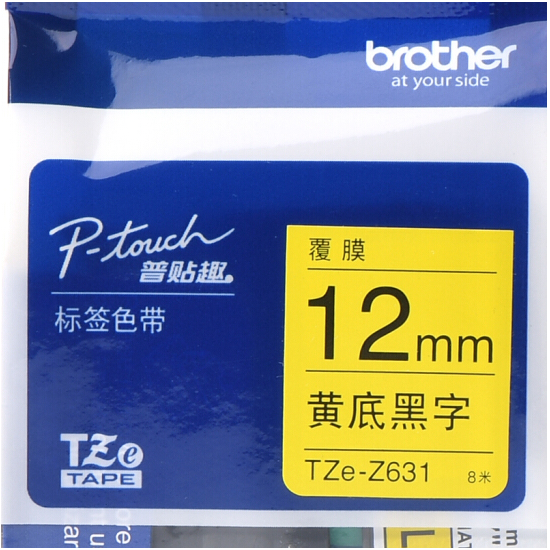 brother
at your side
P-touch
普贴趣
标签色带
TZe
TAPE
覆膜
12mm
黄底黑字
TZe-Z631 8米